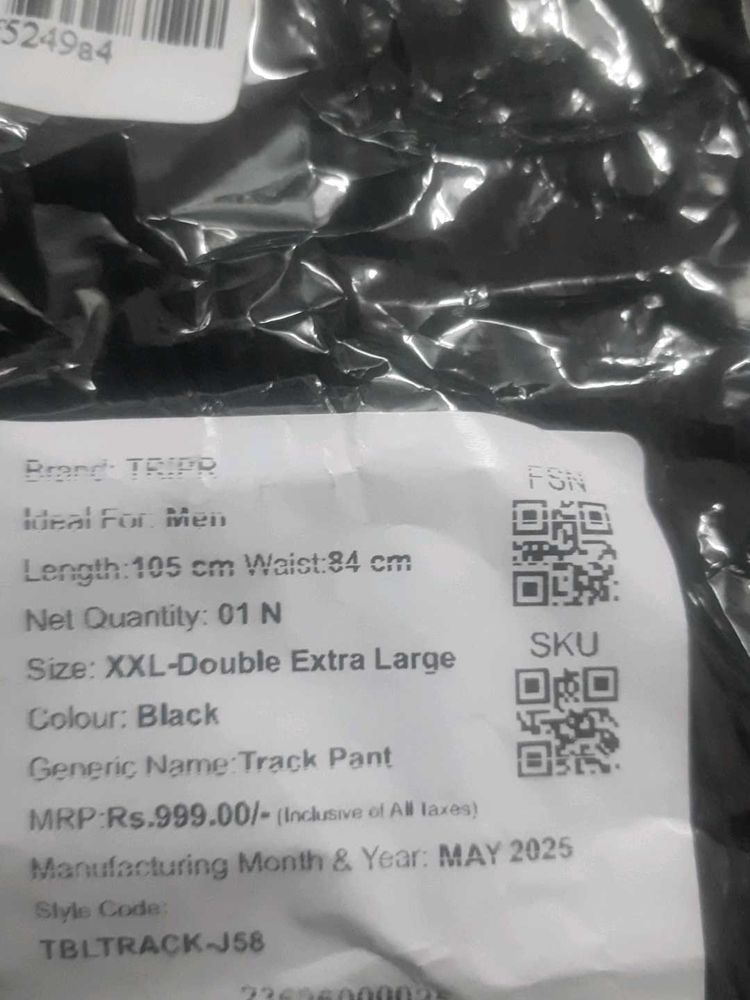 524984
Brand: TRIPR
Ideal For: Men
Length:105 cm Waist:84 cm
Net Quantity: 01 N
Size: XXL-Double Extra Large
Colour: Black
Generic Name:Track Pant
MRP:Rs.999.00/- (Inclusive of All taxes)
Manufacturing Month & Year: MAY 2025
Style Code:
TBLTRACK-J58
FSN
SKU